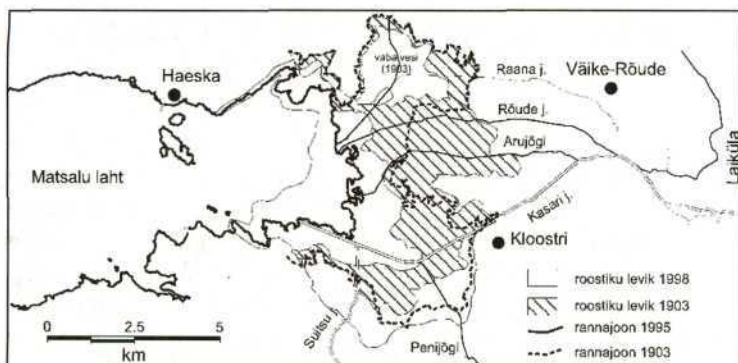 vaba vesi
(1903)
Haeska
Raana j.
Väike-Rõude
Rõude j.
Arujõgi
Matsalu laht
Laiküla
Kasari j.
Kloostri
Suitsu j.
Penijõgi
roostiku levik 1998
roostiku levik 1903
rannajoon 1995
rannajoon 1903
0 2.5 5
km